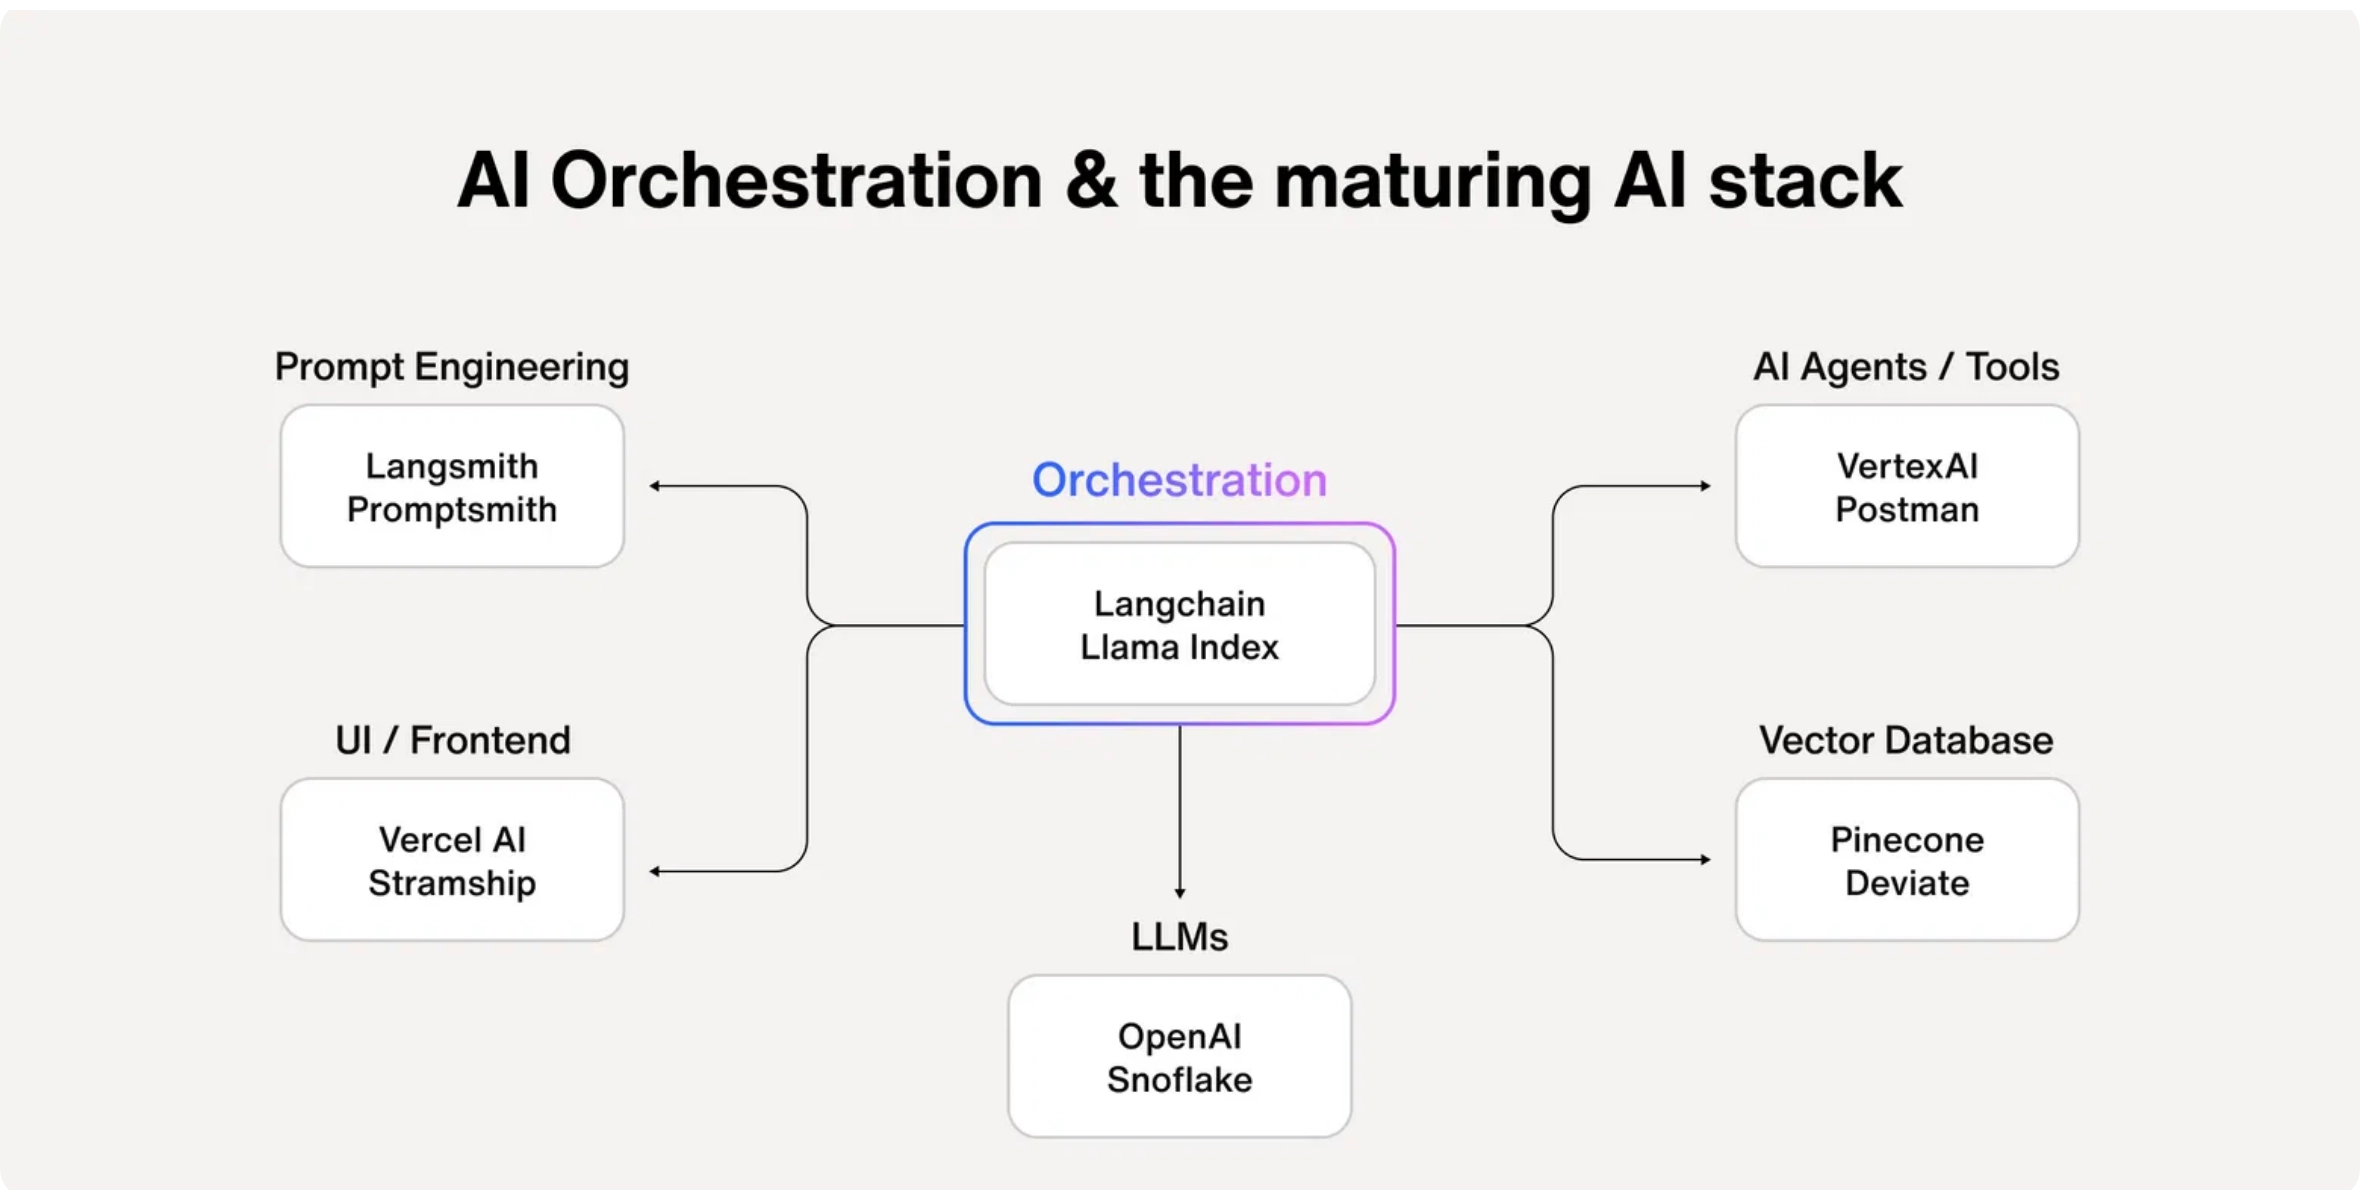 AI Orchestration & the maturing AI stack
Prompt Engineering
Langsmith
Promptsmith
UI / Frontend
Vercel AI
Stramship
Orchestration
Langchain
Llama Index
LLMs
OpenAI
Snoflake
AI Agents / Tools
VertexAI
Postman
Vector Database
Pinecone
Deviate